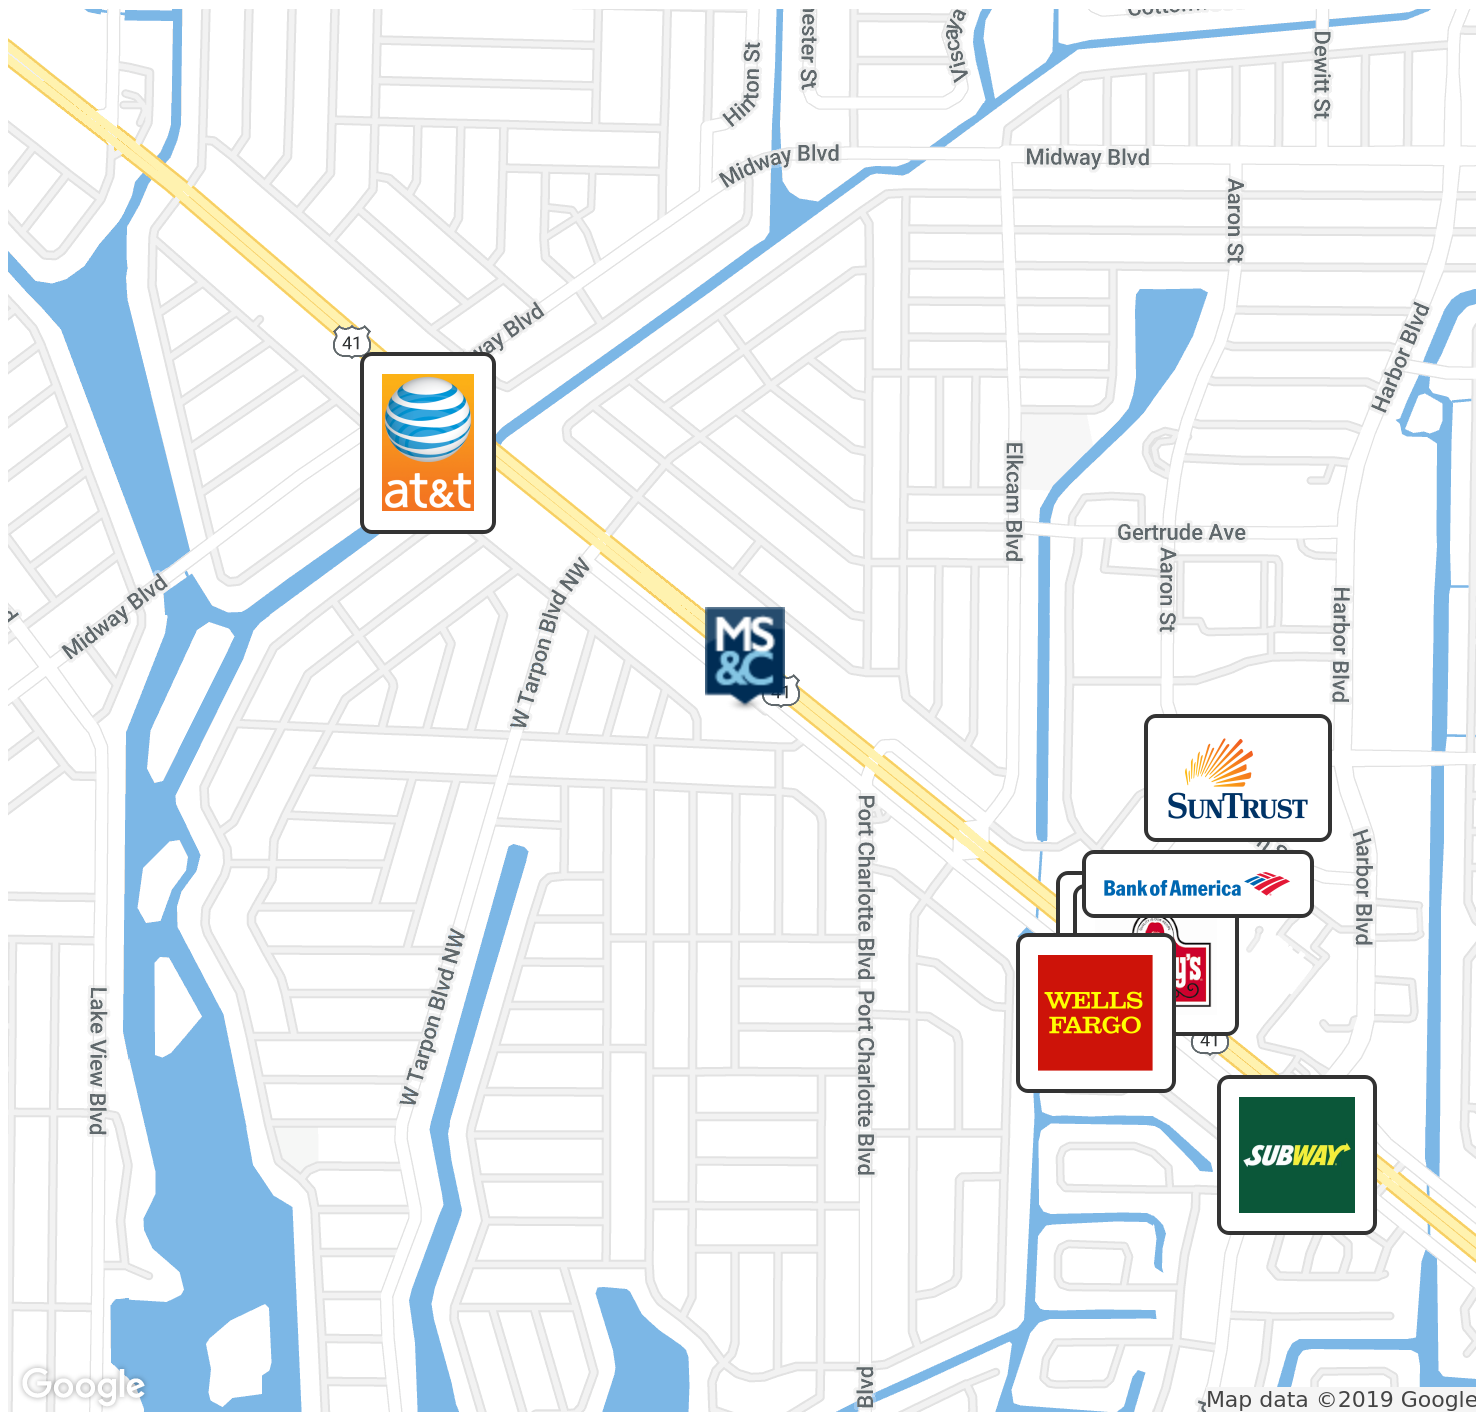 Hinton St
Dewitt St
Midway Blvd
Midway Blvd
Aaron St
41
Harbor Blvd
at&t
Elkcam Blvd
Gertrude Ave
Aaron St
W Tarpon Blvd NW
Midway Blvd
Harbor Blvd
MS
&C
41
SUNTRUST
Port Charlotte Blvd
Harbor Blvd
Bank of America
W Tarpon Blvd NW
WELLS
FARGO
Lake View Blvd
Port Charlotte Blvd
41
SUBWAY
Blvd
Google
Map data ©2019 Google